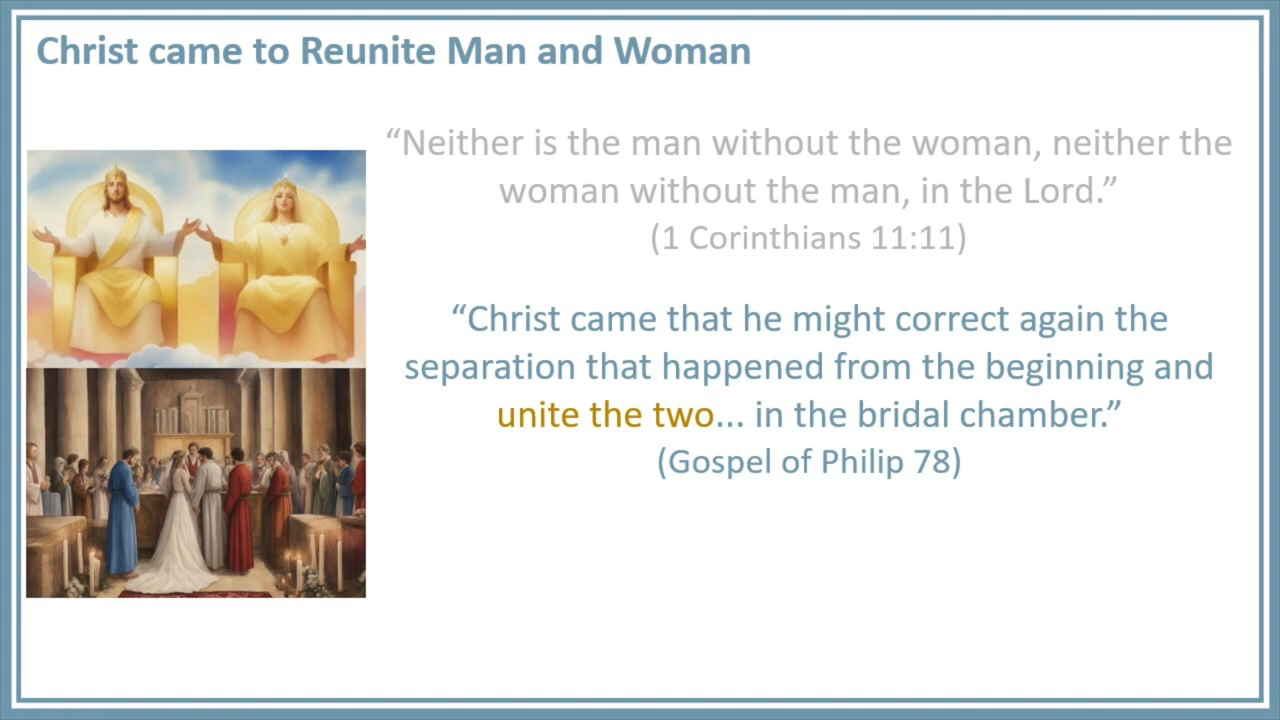 Christ came to Reunite Man and Woman
“Neither is the man without the woman, neither the
woman without the man, in the Lord.”
(1 Corinthians 11:11)
“Christ came that he might correct again the
separation that happened from the beginning and
unite the two... in the bridal chamber.”
(Gospel of Philip 78)